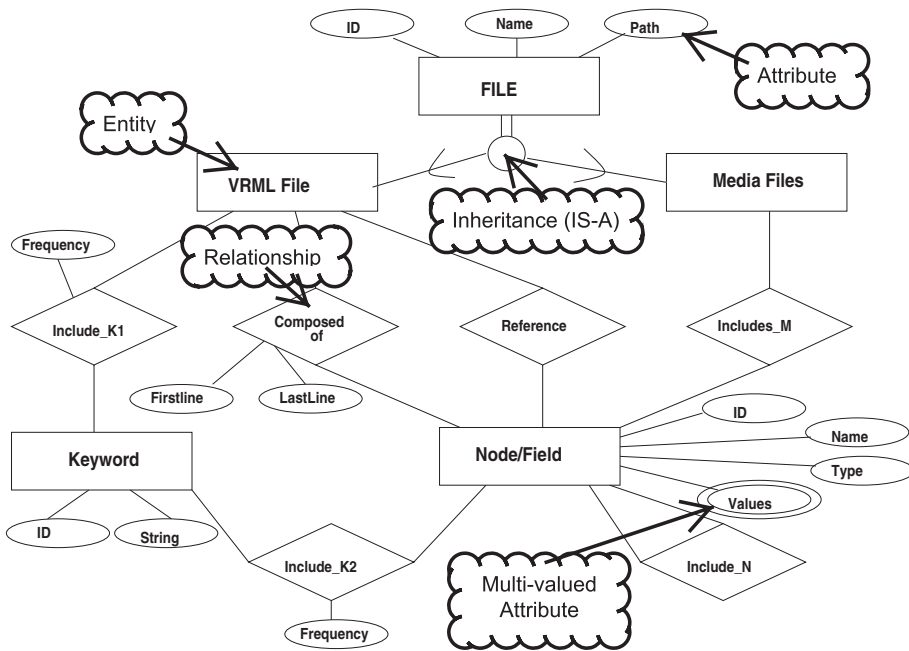 ID
Name
Path
FILE
Attribute
Entity
VRML File
Media Files
Inheritance (IS-A)
Frequency
Relationship
Include_K1
Composed
of
Reference
Includes_M
Firstline
LastLine
ID
Name
Keyword
Node/Field
Type
Values
ID
String
Include_K2
Include_N
Multi-valued
Attribute
Frequency